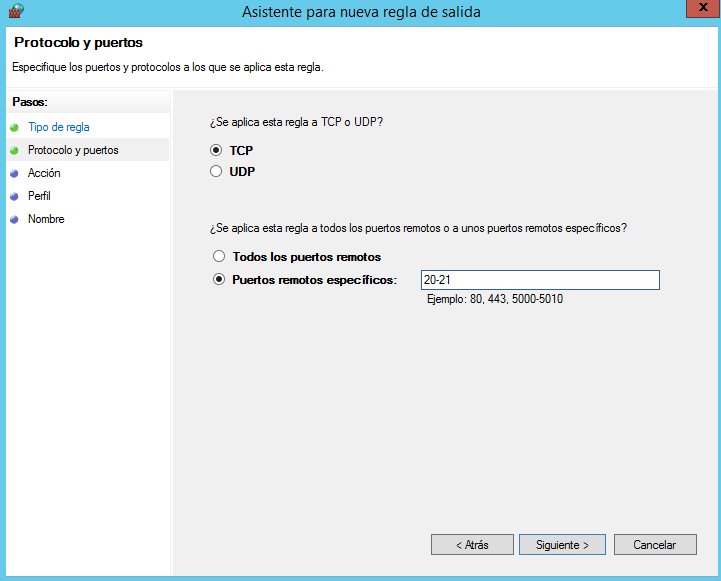 Asistente para nueva regla de salida
x
Protocolo y puertos
Especifique los puertos y protocolos a los que se aplica esta regla.
Pasos:
Tipo de regla
Protocolo y puertos
Acción
Perfil
Nombre
¿Se aplica esta regla a TCP o UDP?
TCP
UDP
¿Se aplica esta regla a todos los puertos remotos o a unos puertos remotos específicos?
Todos los puertos remotos
Puertos remotos específicos: 20-21
Ejemplo: 80, 443, 5000-5010
< Atrás Siguiente > Cancelar